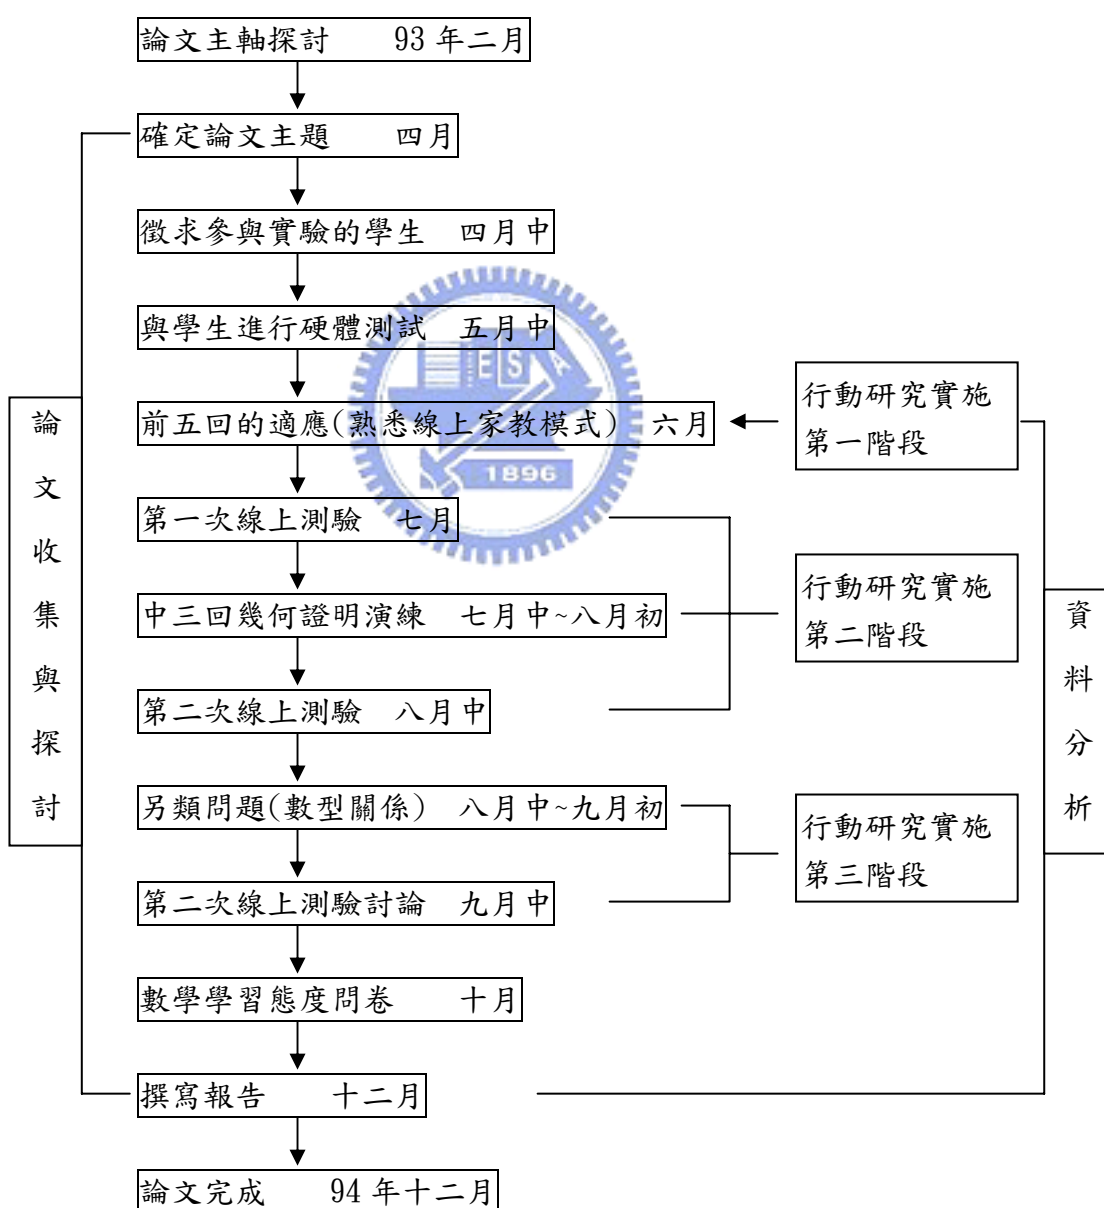 論文主軸探討 93年二月
確定論文主題 四月
徵求參與實驗的學生 四月中
與學生進行硬體測試 五月中
前五回的適應(熟悉線上家教模式) 六月
第一次線上測驗 七月
中三回幾何證明演練 七月中~八月初
第二次線上測驗 八月中
另類問題(數型關係) 八月中~九月初
第二次線上測驗討論 九月中
數學學習態度問卷 十月
撰寫報告 十二月
論文完成 94年十二月
論文收集與探討
行動研究實施
第一階段
行動研究實施
第二階段
行動研究實施
第三階段
資料分析
E S A
1896